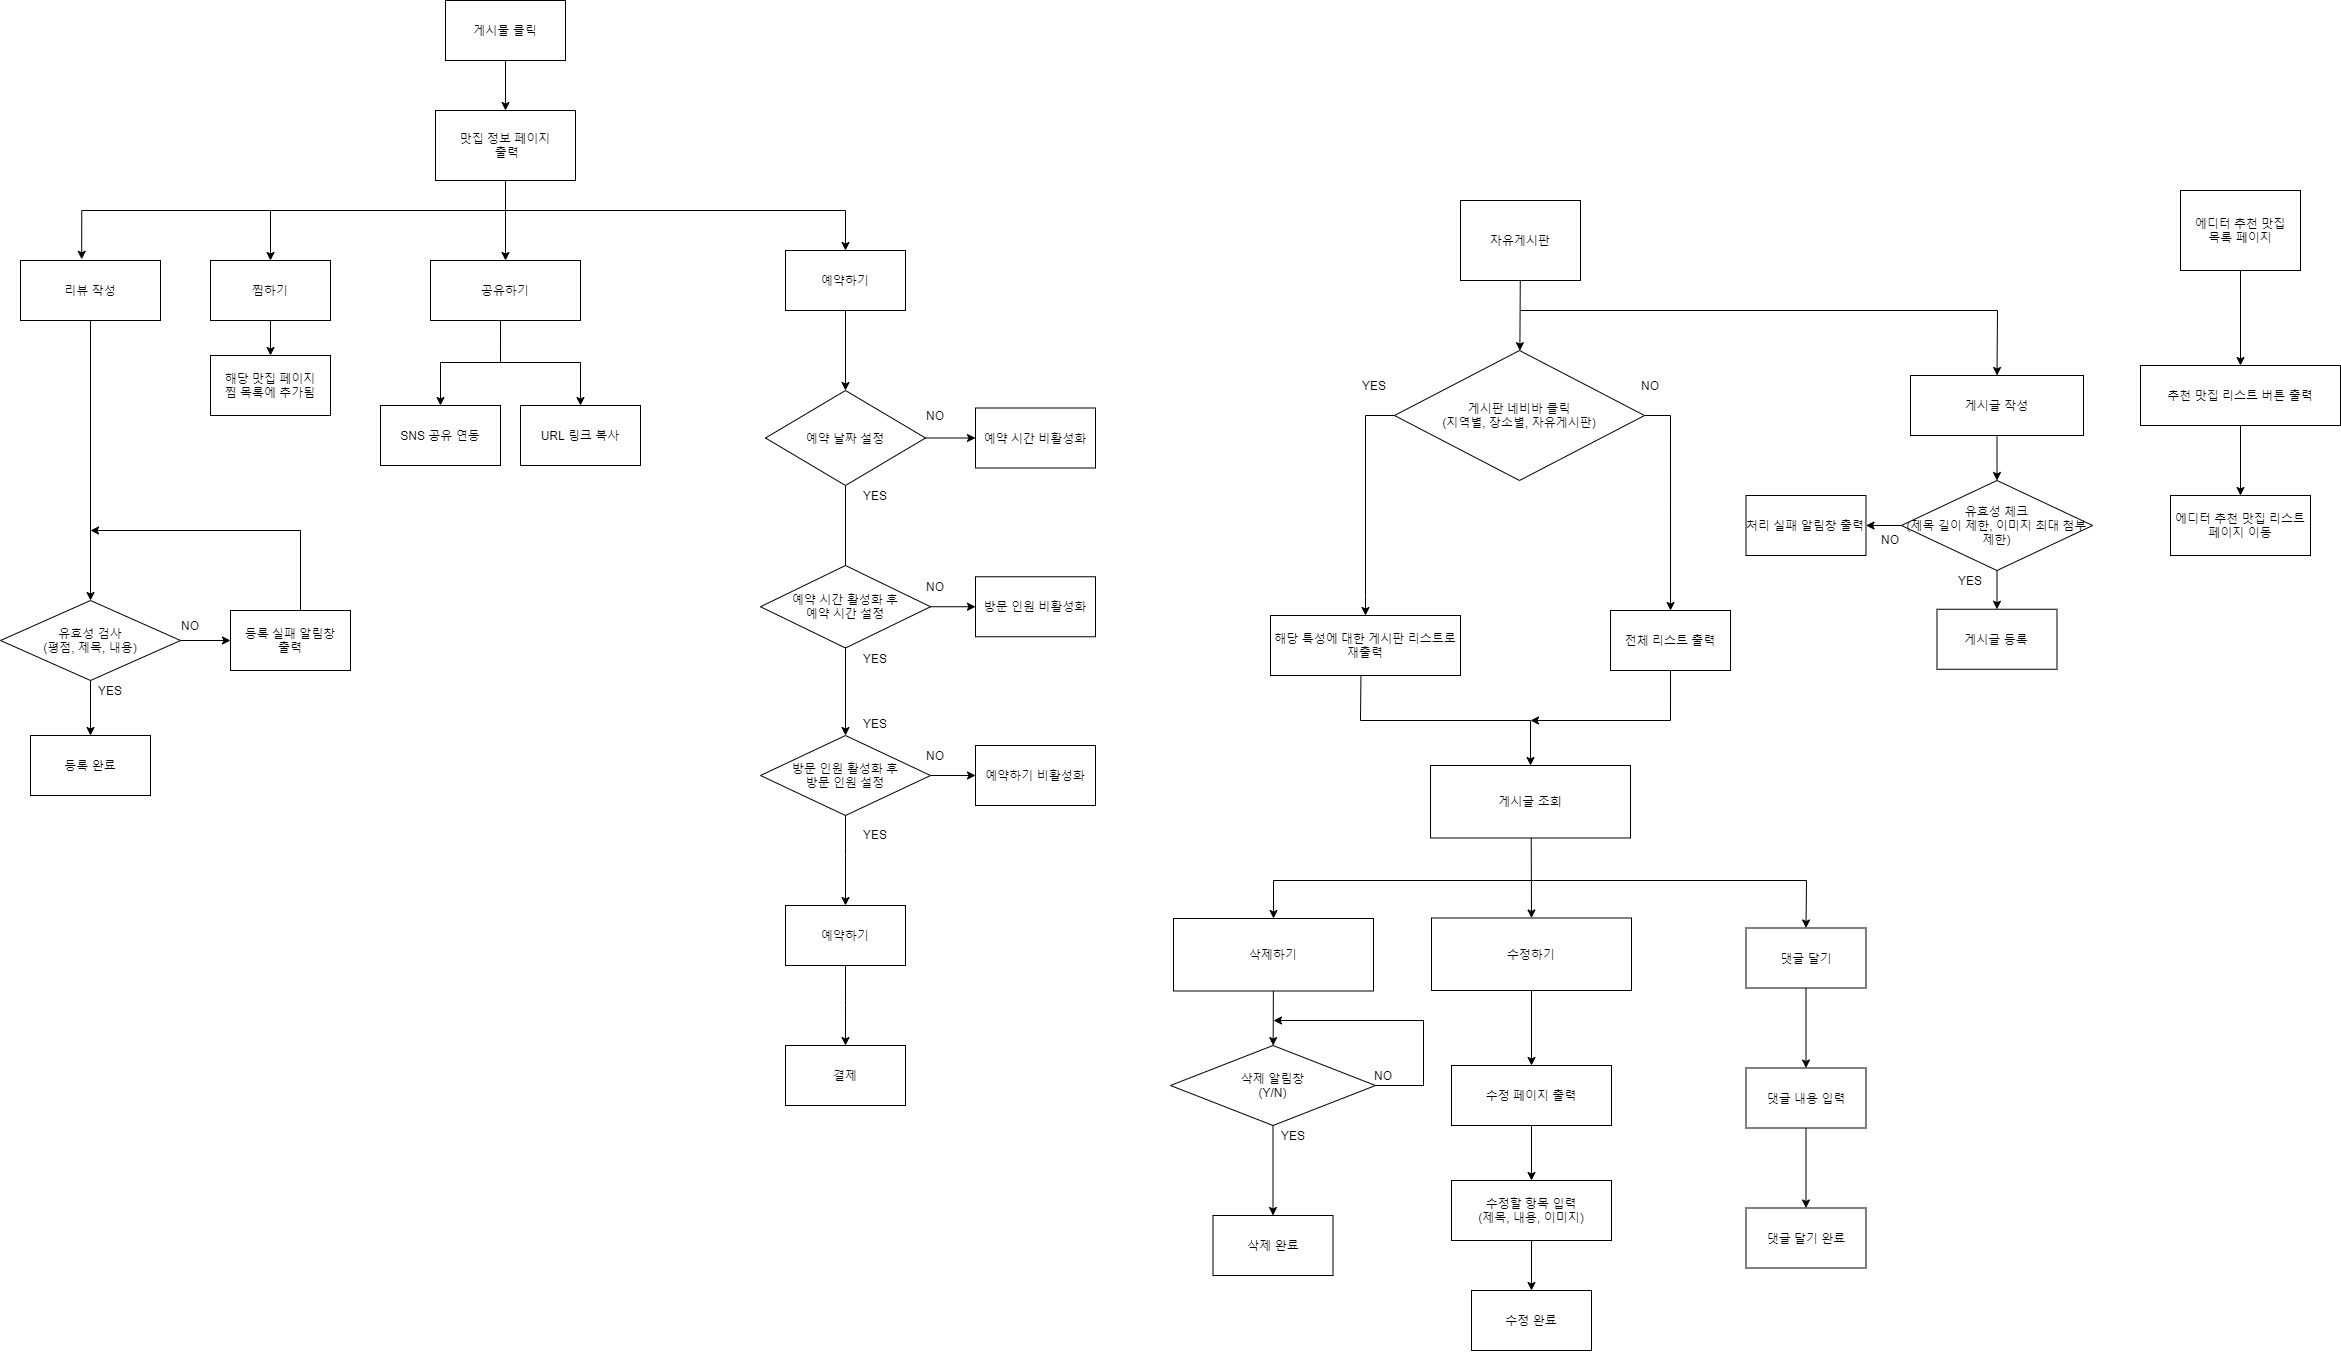 게시물 클릭
맛집 정보 페이지
출력
리뷰 작성
찜하기
공유하기
예약하기
해당 맛집 페이지
찜 목록에 추가됨
SNS 공유 연동
URL 링크 복사
유효성 검사
(평점, 제목, 내용)
NO
등록 실패 알림창
출력
YES
등록 완료
예약 날짜 설정
NO
예약 시간 비활성화
YES
예약 시간 활성화 후
예약 시간 설정
NO
방문 인원 비활성화
YES
YES
방문 인원 활성화 후
방문 인원 설정
NO
예약하기 비활성화
YES
예약하기
결제
자유게시판
YES
NO
게시판 네비바 클릭
(지역별, 장소별, 자유게시판)
해당 특성에 대한 게시판 리스트로
재출력
전체 리스트 출력
게시글 작성
유효성 체크
(제목 길이 제한, 이미지 최대 첨부
제한)
처리 실패 알림창 출력
NO
YES
게시글 등록
게시글 조회
삭제하기
수정하기
댓글 달기
삭제 알림창
(Y/N)
NO
YES
삭제 완료
수정 페이지 출력
수정할 항목 입력
(제목, 내용, 이미지)
수정 완료
댓글 내용 입력
댓글 달기 완료
에디터 추천 맛집
목록 페이지
추천 맛집 리스트 버튼 출력
에디터 추천 맛집 리스트
페이지 이동